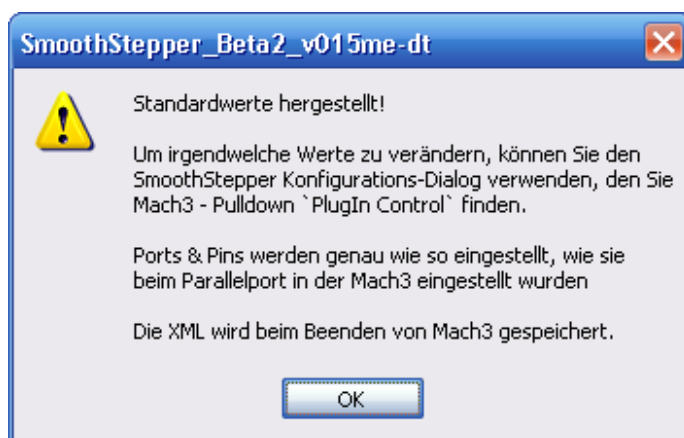 SmoothStepper_Beta2_v015me-dt
Standardwerte hergestellt!
Um irgendwelche Werte zu verändern, können Sie den
SmoothStepper Konfigurations-Dialog verwenden, den Sie
Mach3 - Pulldown `PlugIn Control` finden.
Ports & Pins werden genau wie so eingestellt, wie sie
beim Parallelport in der Mach3 eingestellt wurden
Die XML wird beim Beenden von Mach3 gespeichert.
OK